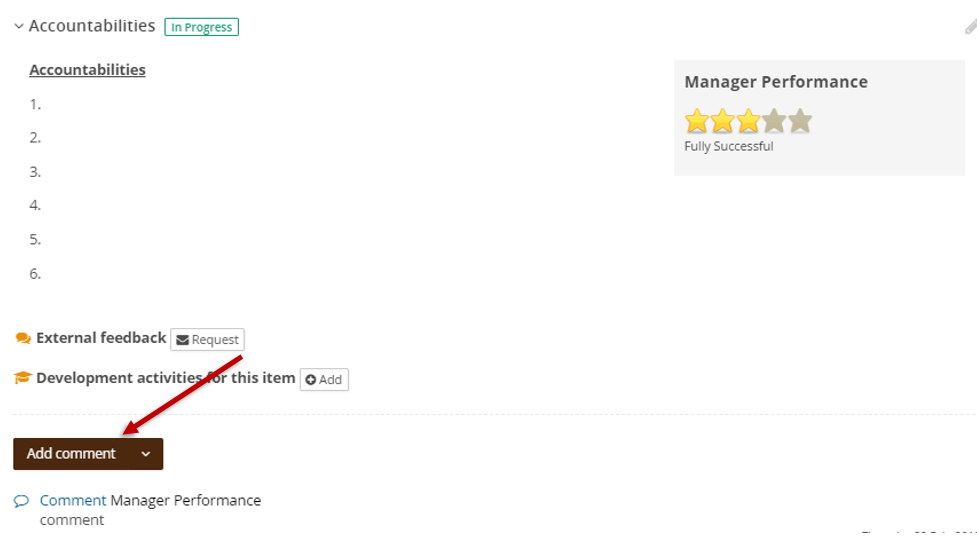 Accountabilities In Progress
Accountabilities
1.
2.
3.
4.
5.
6.
Manager Performance
Fully Successful
External feedback Request
Development activities for this item Add
Add comment
Comment Manager Performance
comment